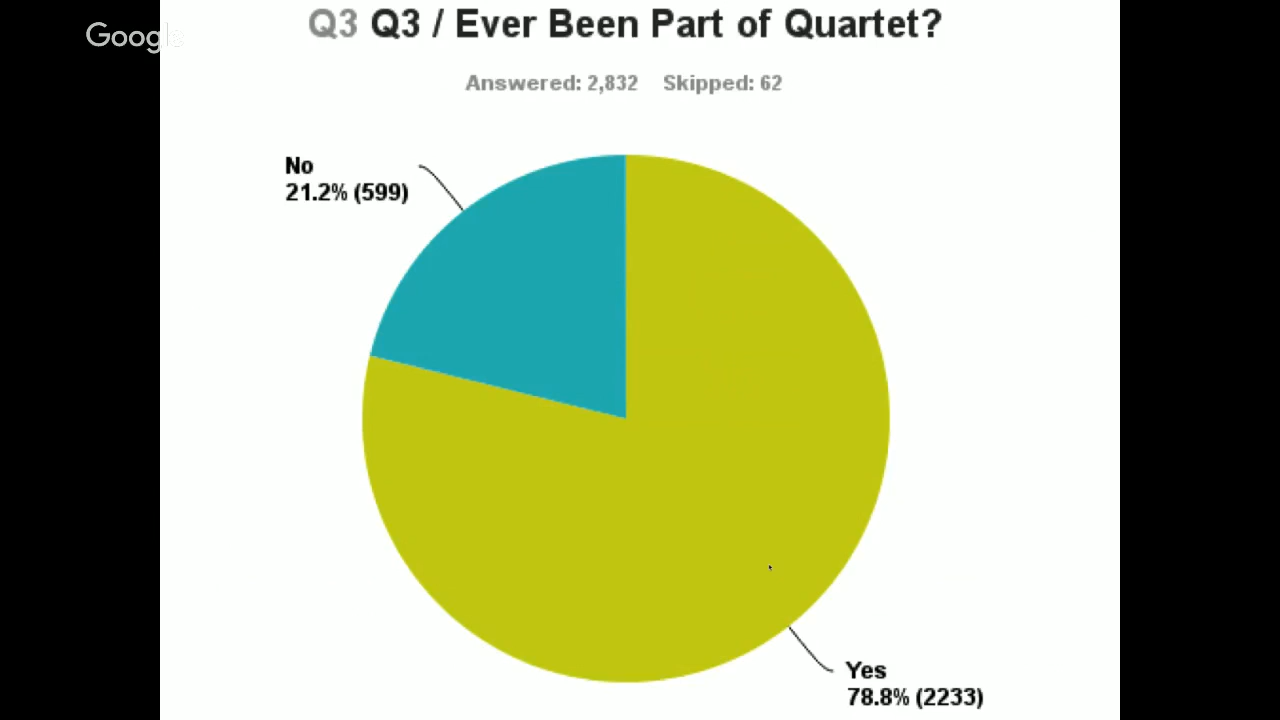 Google
Q3 Q3 / Ever Been Part of Quartet?
Answered: 2,832 Skipped: 62
No
21.2% (599)
Yes
78.8% (2233)